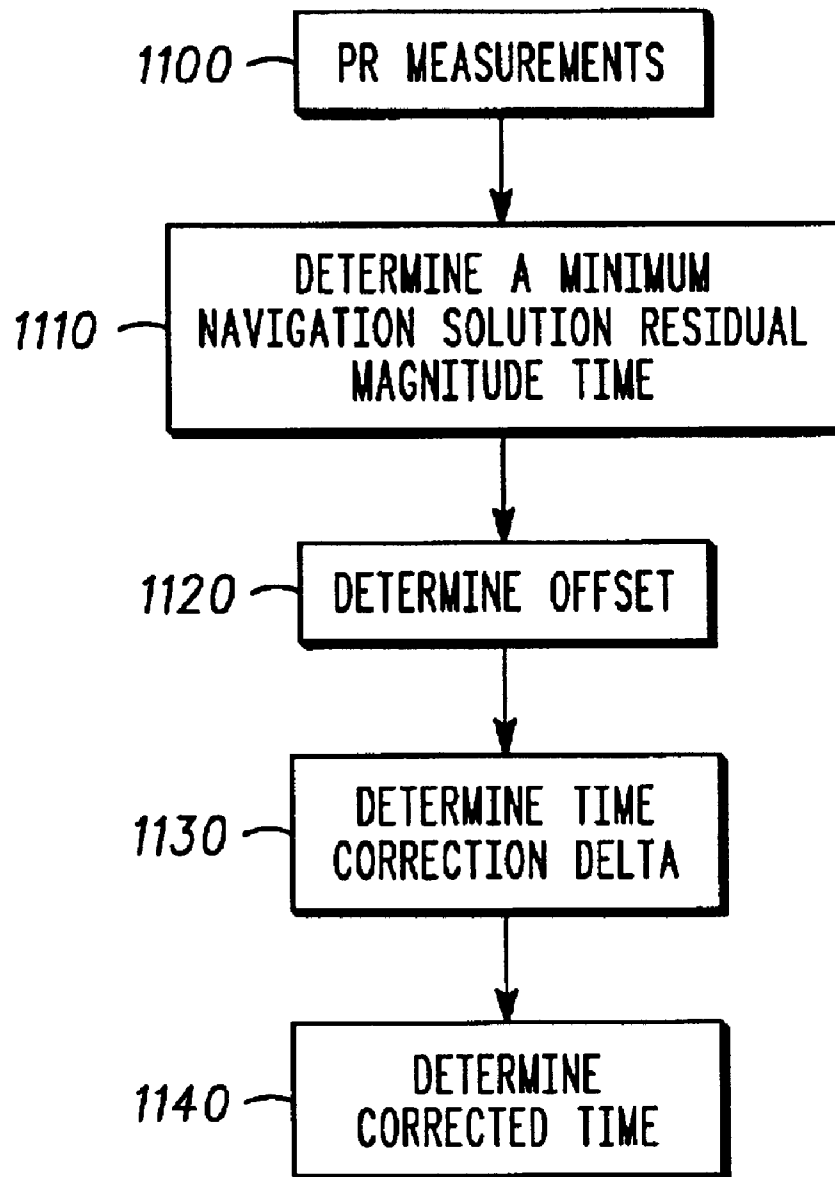 1100 PR MEASUREMENTS
DETERMINE A MINIMUM
1110 NAVIGATION SOLUTION RESIDUAL
MAGNITUDE TIME
1120 DETERMINE OFFSET
DETERMINE TIME
1130 CORRECTION DELTA
DETERMINE
1140 CORRECTED TIME